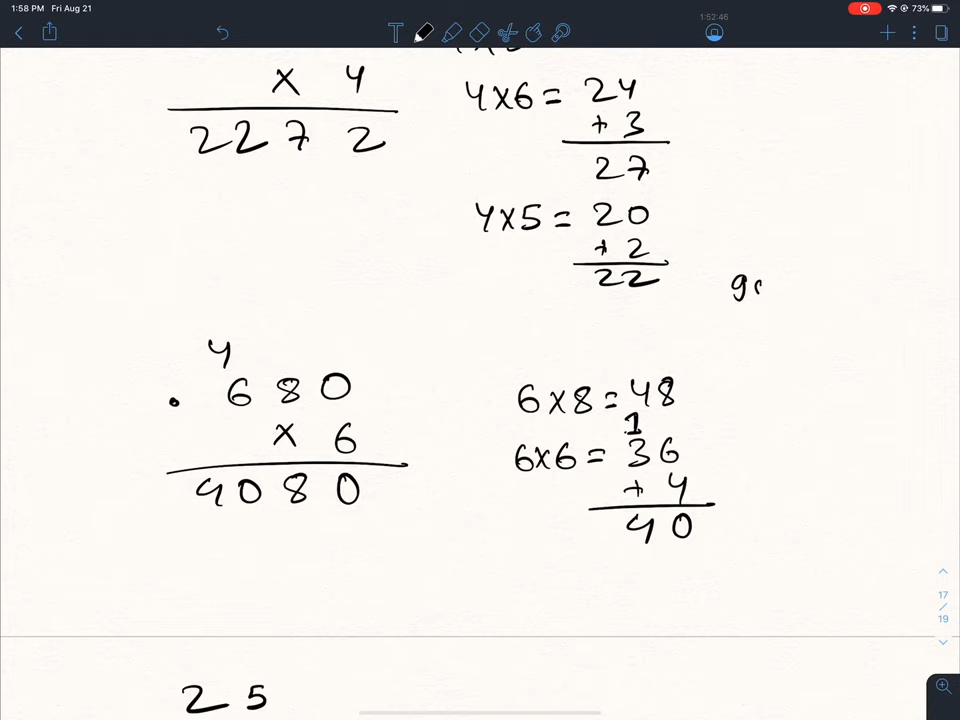 1:58 PM Fri Aug 21
73%
1:52:46
x 4
2272
4x6 = 24
+ 3
27
4x5 = 20
+ 2
22
4
. 680
x 6
4080
6x8 = 48
1
6x6 = 36
+ 4
40
17
/
19
25